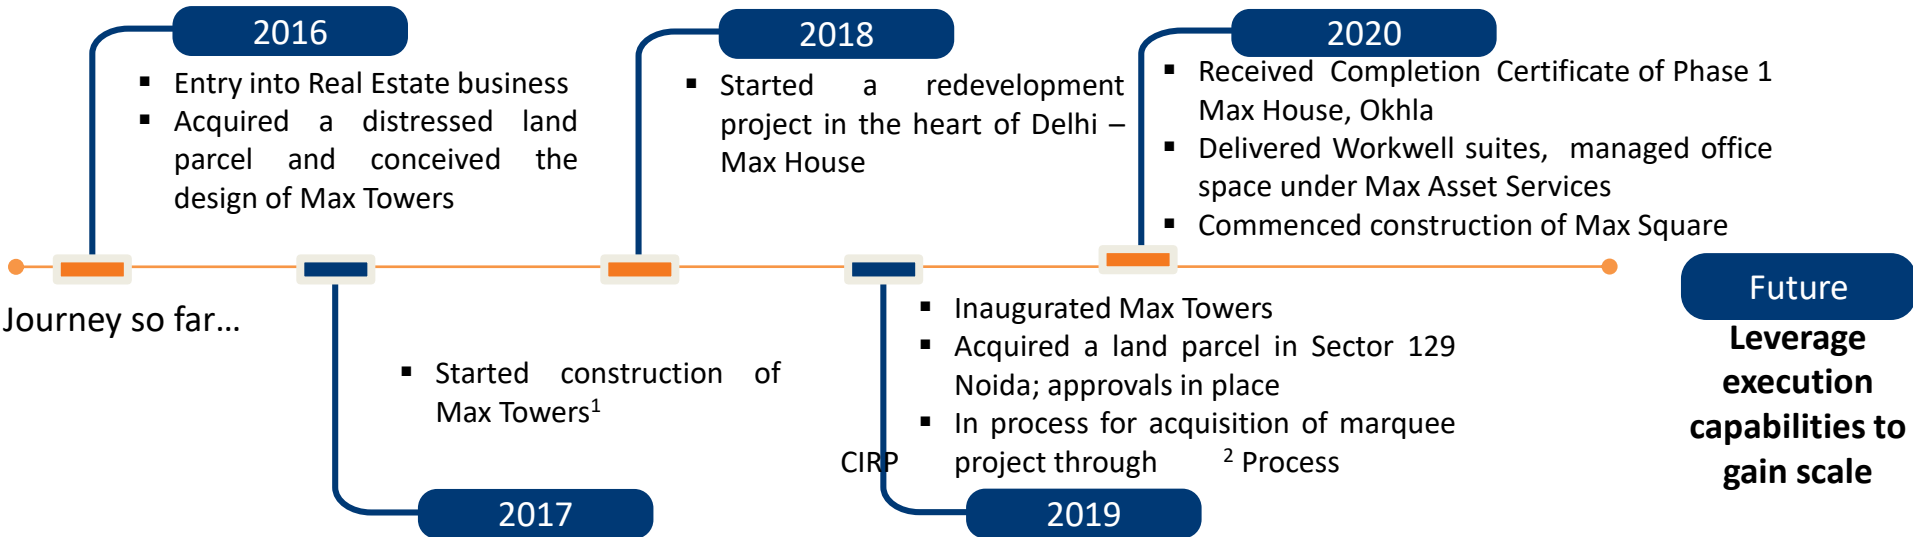 2016
▪ Entry into Real Estate business
▪ Acquired a distressed land
parcel and conceived the
design of Max Towers
2018
▪ Started a redevelopment
project in the heart of Delhi –
Max House
2020
▪ Received Completion Certificate of Phase 1
Max House, Okhla
▪ Delivered Workwell suites, managed office
space under Max Asset Services
▪ Commenced construction of Max Square
Journey so far...
▪ Started construction of
Max Towers¹
2017
▪ Inaugurated Max Towers
▪ Acquired a land parcel in Sector 129
Noida; approvals in place
▪ In process for acquisition of marquee
CIRP project through ² Process
2019
Future
Leverage
execution
capabilities to
gain scale